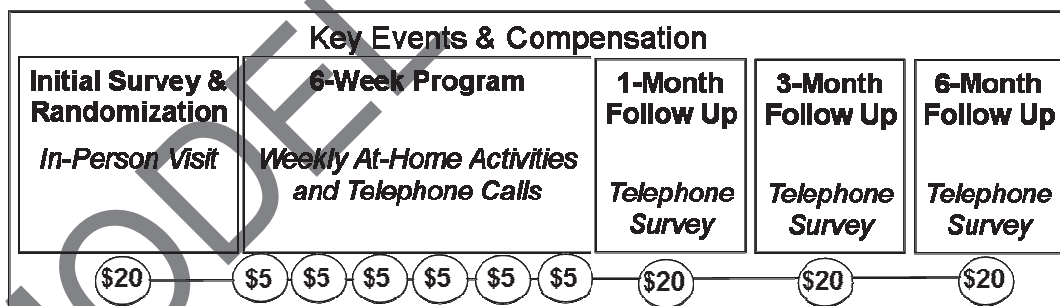 Key Events & Compensation
Initial Survey &
Randomization
In-Person Visit
6-Week Program
Weekly At-Home Activities
and Telephone Calls
1-Month
Follow Up
Telephone
Survey
3-Month
Follow Up
Telephone
Survey
6-Month
Follow Up
Telephone
Survey
$20 $5 $5 $5 $5 $5 $5 $20 $20 $20
MODEL